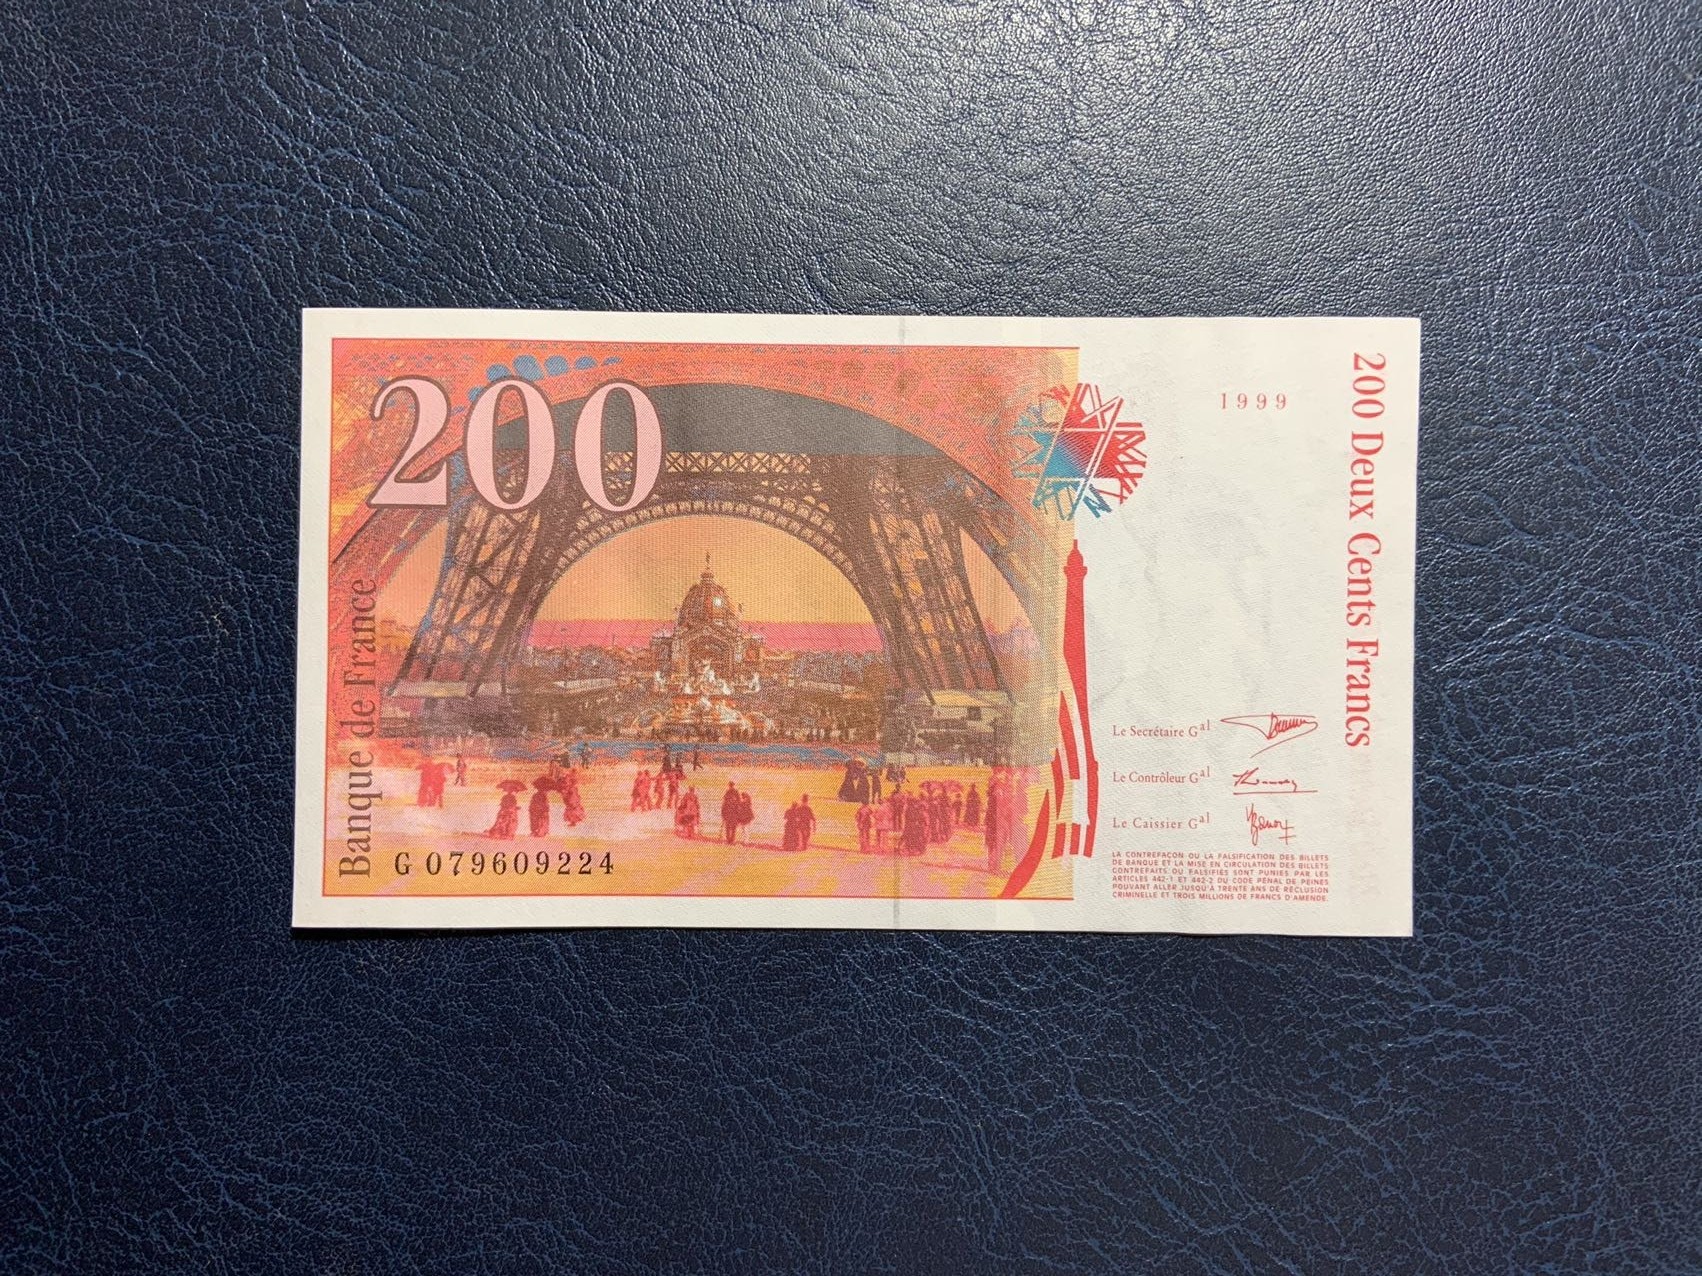 200
Banque de France
G 079609224
1999
200 Deux Cents Francs
Le Secrétaire Gal
Le Contrôleur Gal
Le Caissier Gal
LA CONTREFAÇON OU LA FALSIFICATION DES BILLETS
DE BANQUE ET LA MISE EN CIRCULATION DES BILLETS
CONTREFAITS OU FALSIFIÉS SONT PUNIES PAR LES
ARTICLES 442-1 ET 442-2 DU CODE PÉNAL DE PEINES
POUVANT ALLER JUSQU'À TRENTE ANS DE RÉCLUSION
CRIMINELLE ET TROIS MILLIONS DE FRANCS D'AMENDE.